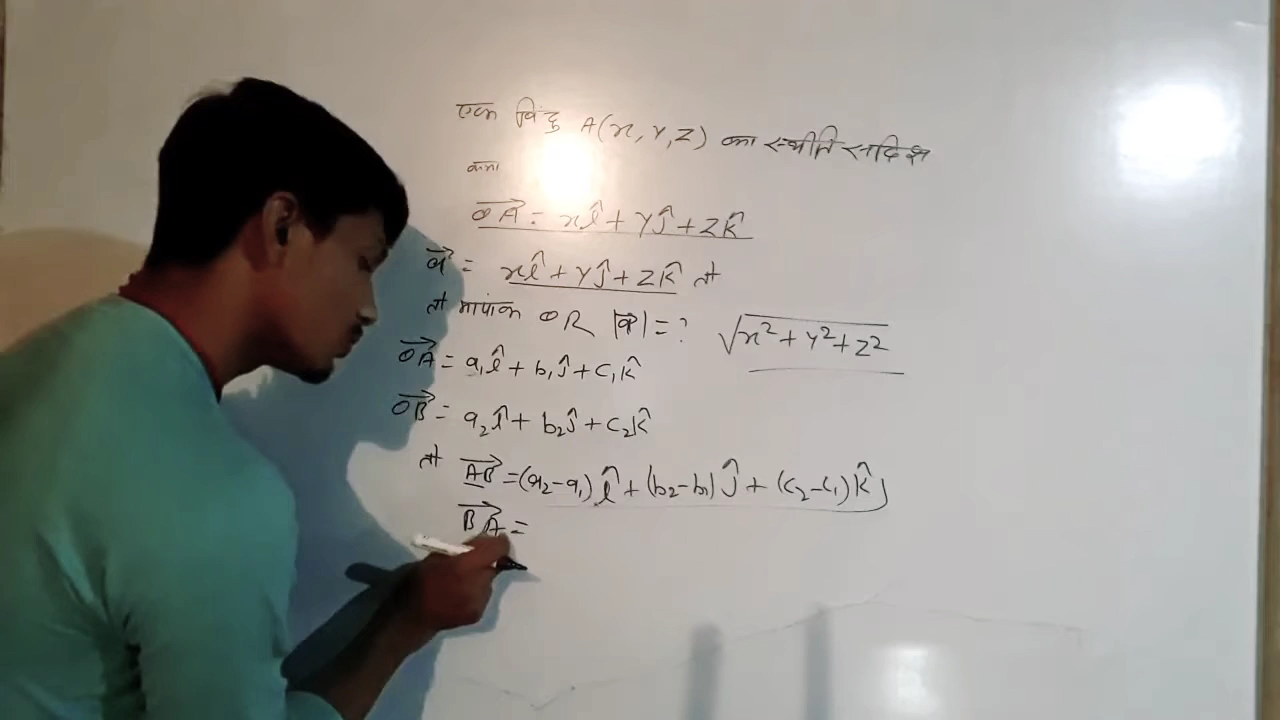 एक बिंदु A(x, y, z) का स्थीति सदिश
क्या
→OA = xî + yĵ + zk̂
→a = xî + yĵ + zk̂ तो
तो मापांक OR |→a| = ? √x²+y²+z²
→OA = a₁î + b₁ĵ + c₁k̂
→OB = a₂î + b₂ĵ + c₂k̂
तो →AB = (a₂-a₁)î + (b₂-b₁)ĵ + (c₂-c₁)k̂
→BA =